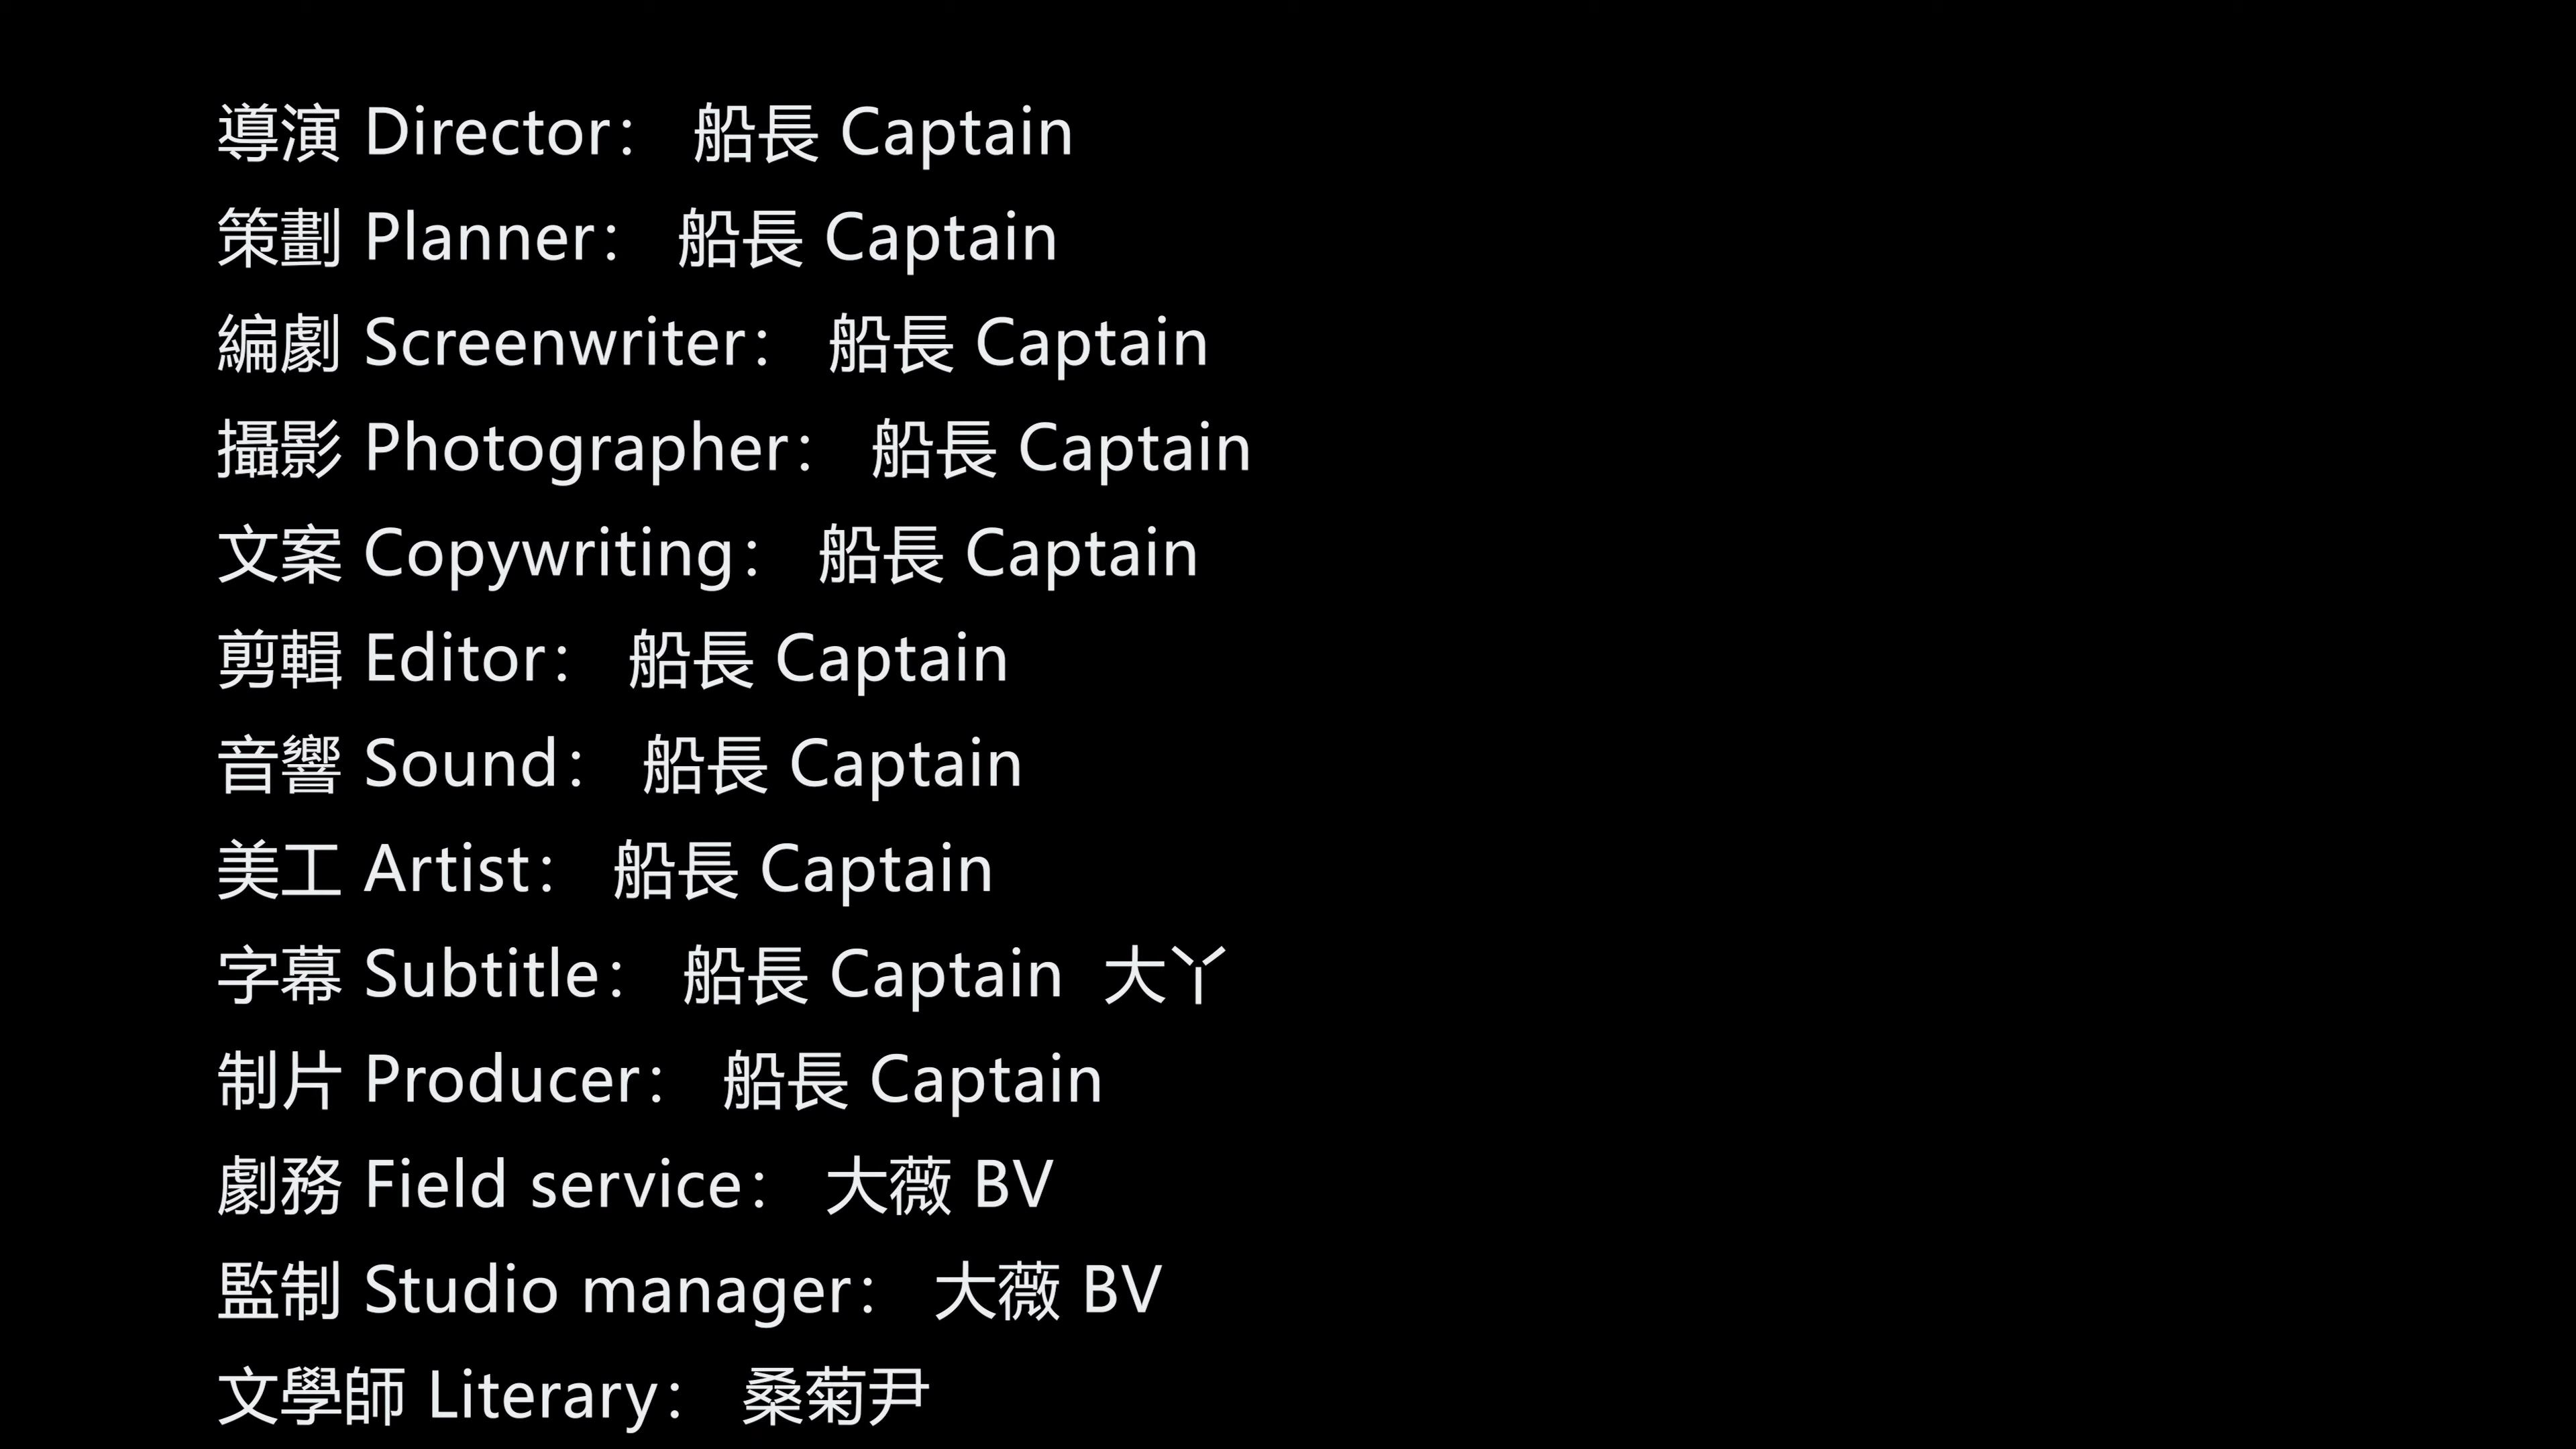 導演 Director： 船長 Captain
策劃 Planner： 船長 Captain
編劇 Screenwriter： 船長 Captain
攝影 Photographer： 船長 Captain
文案 Copywriting： 船長 Captain
剪輯 Editor： 船長 Captain
音響 Sound： 船長 Captain
美工 Artist： 船長 Captain
字幕 Subtitle： 船長 Captain 大丫
制片 Producer： 船長 Captain
劇務 Field service： 大薇 BV
監制 Studio manager： 大薇 BV
文學師 Literary： 桑菊尹